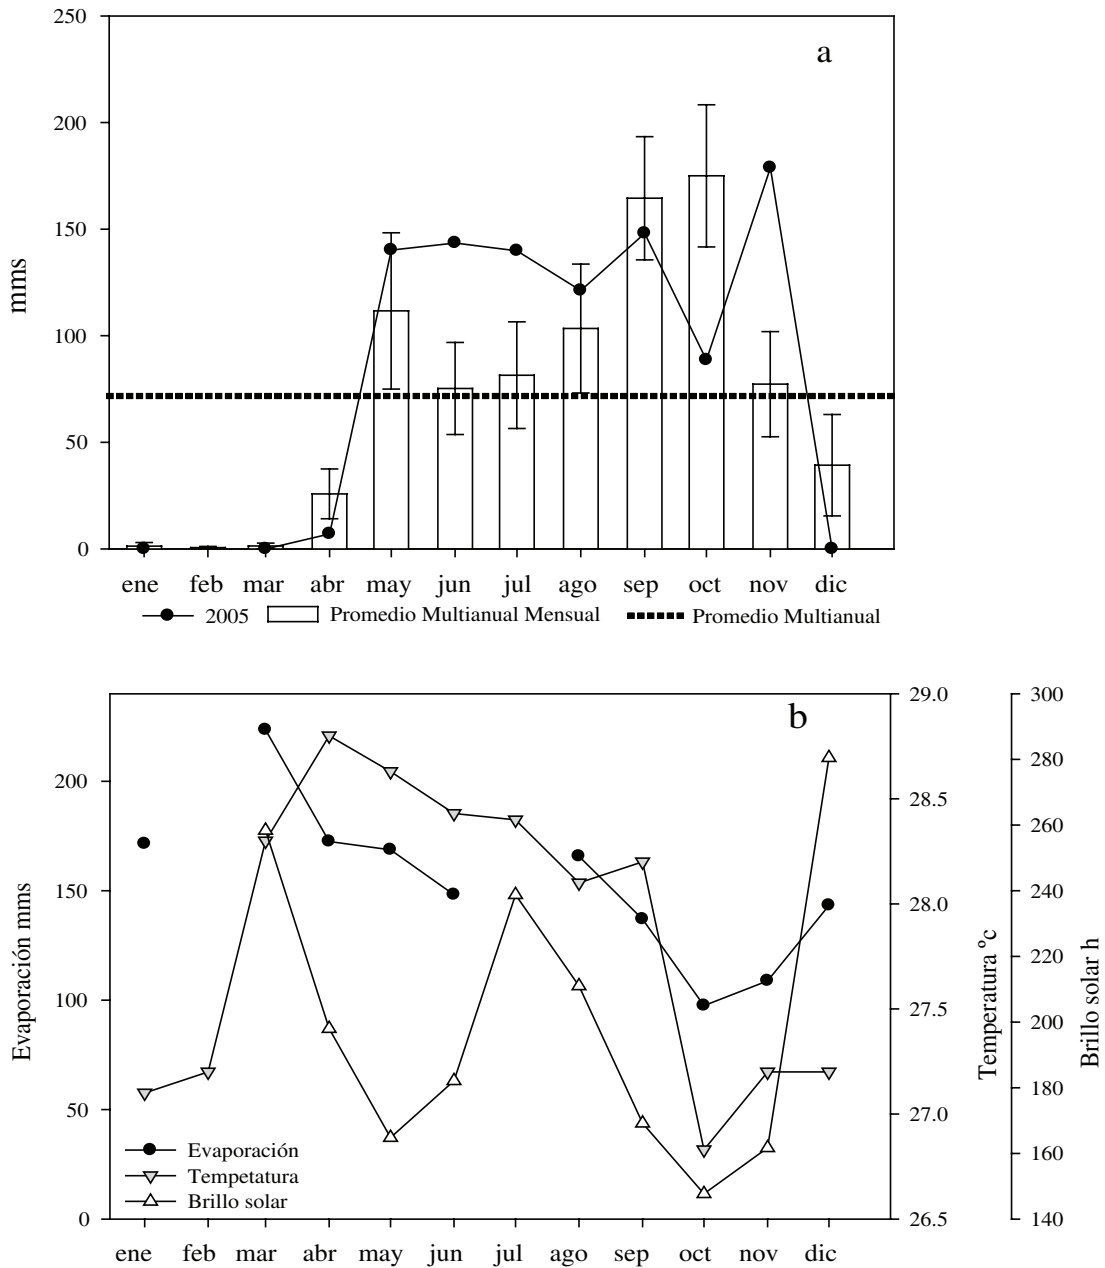 250
a
200
150
mms
100
50
0
ene feb mar abr may jun jul ago sep oct nov dic
2005 Promedio Multianual Mensual Promedio Multianual
b
29.0 300
280
200
28.5
260
150
240
28.0
220
100
27.5
200
180
50
27.0
160
0
26.5 140
Evaporación mms
Temperatura ºc
Brillo solar h
Evaporación
Tempetatura
Brillo solar
ene feb mar abr may jun jul ago sep oct nov dic